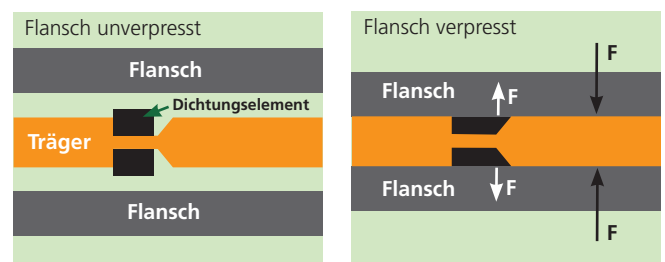 Flansch unverpresst
Flansch
Dichtungselement
Träger
Flansch
Flansch verpresst
F
Flansch
F
Flansch
F
F